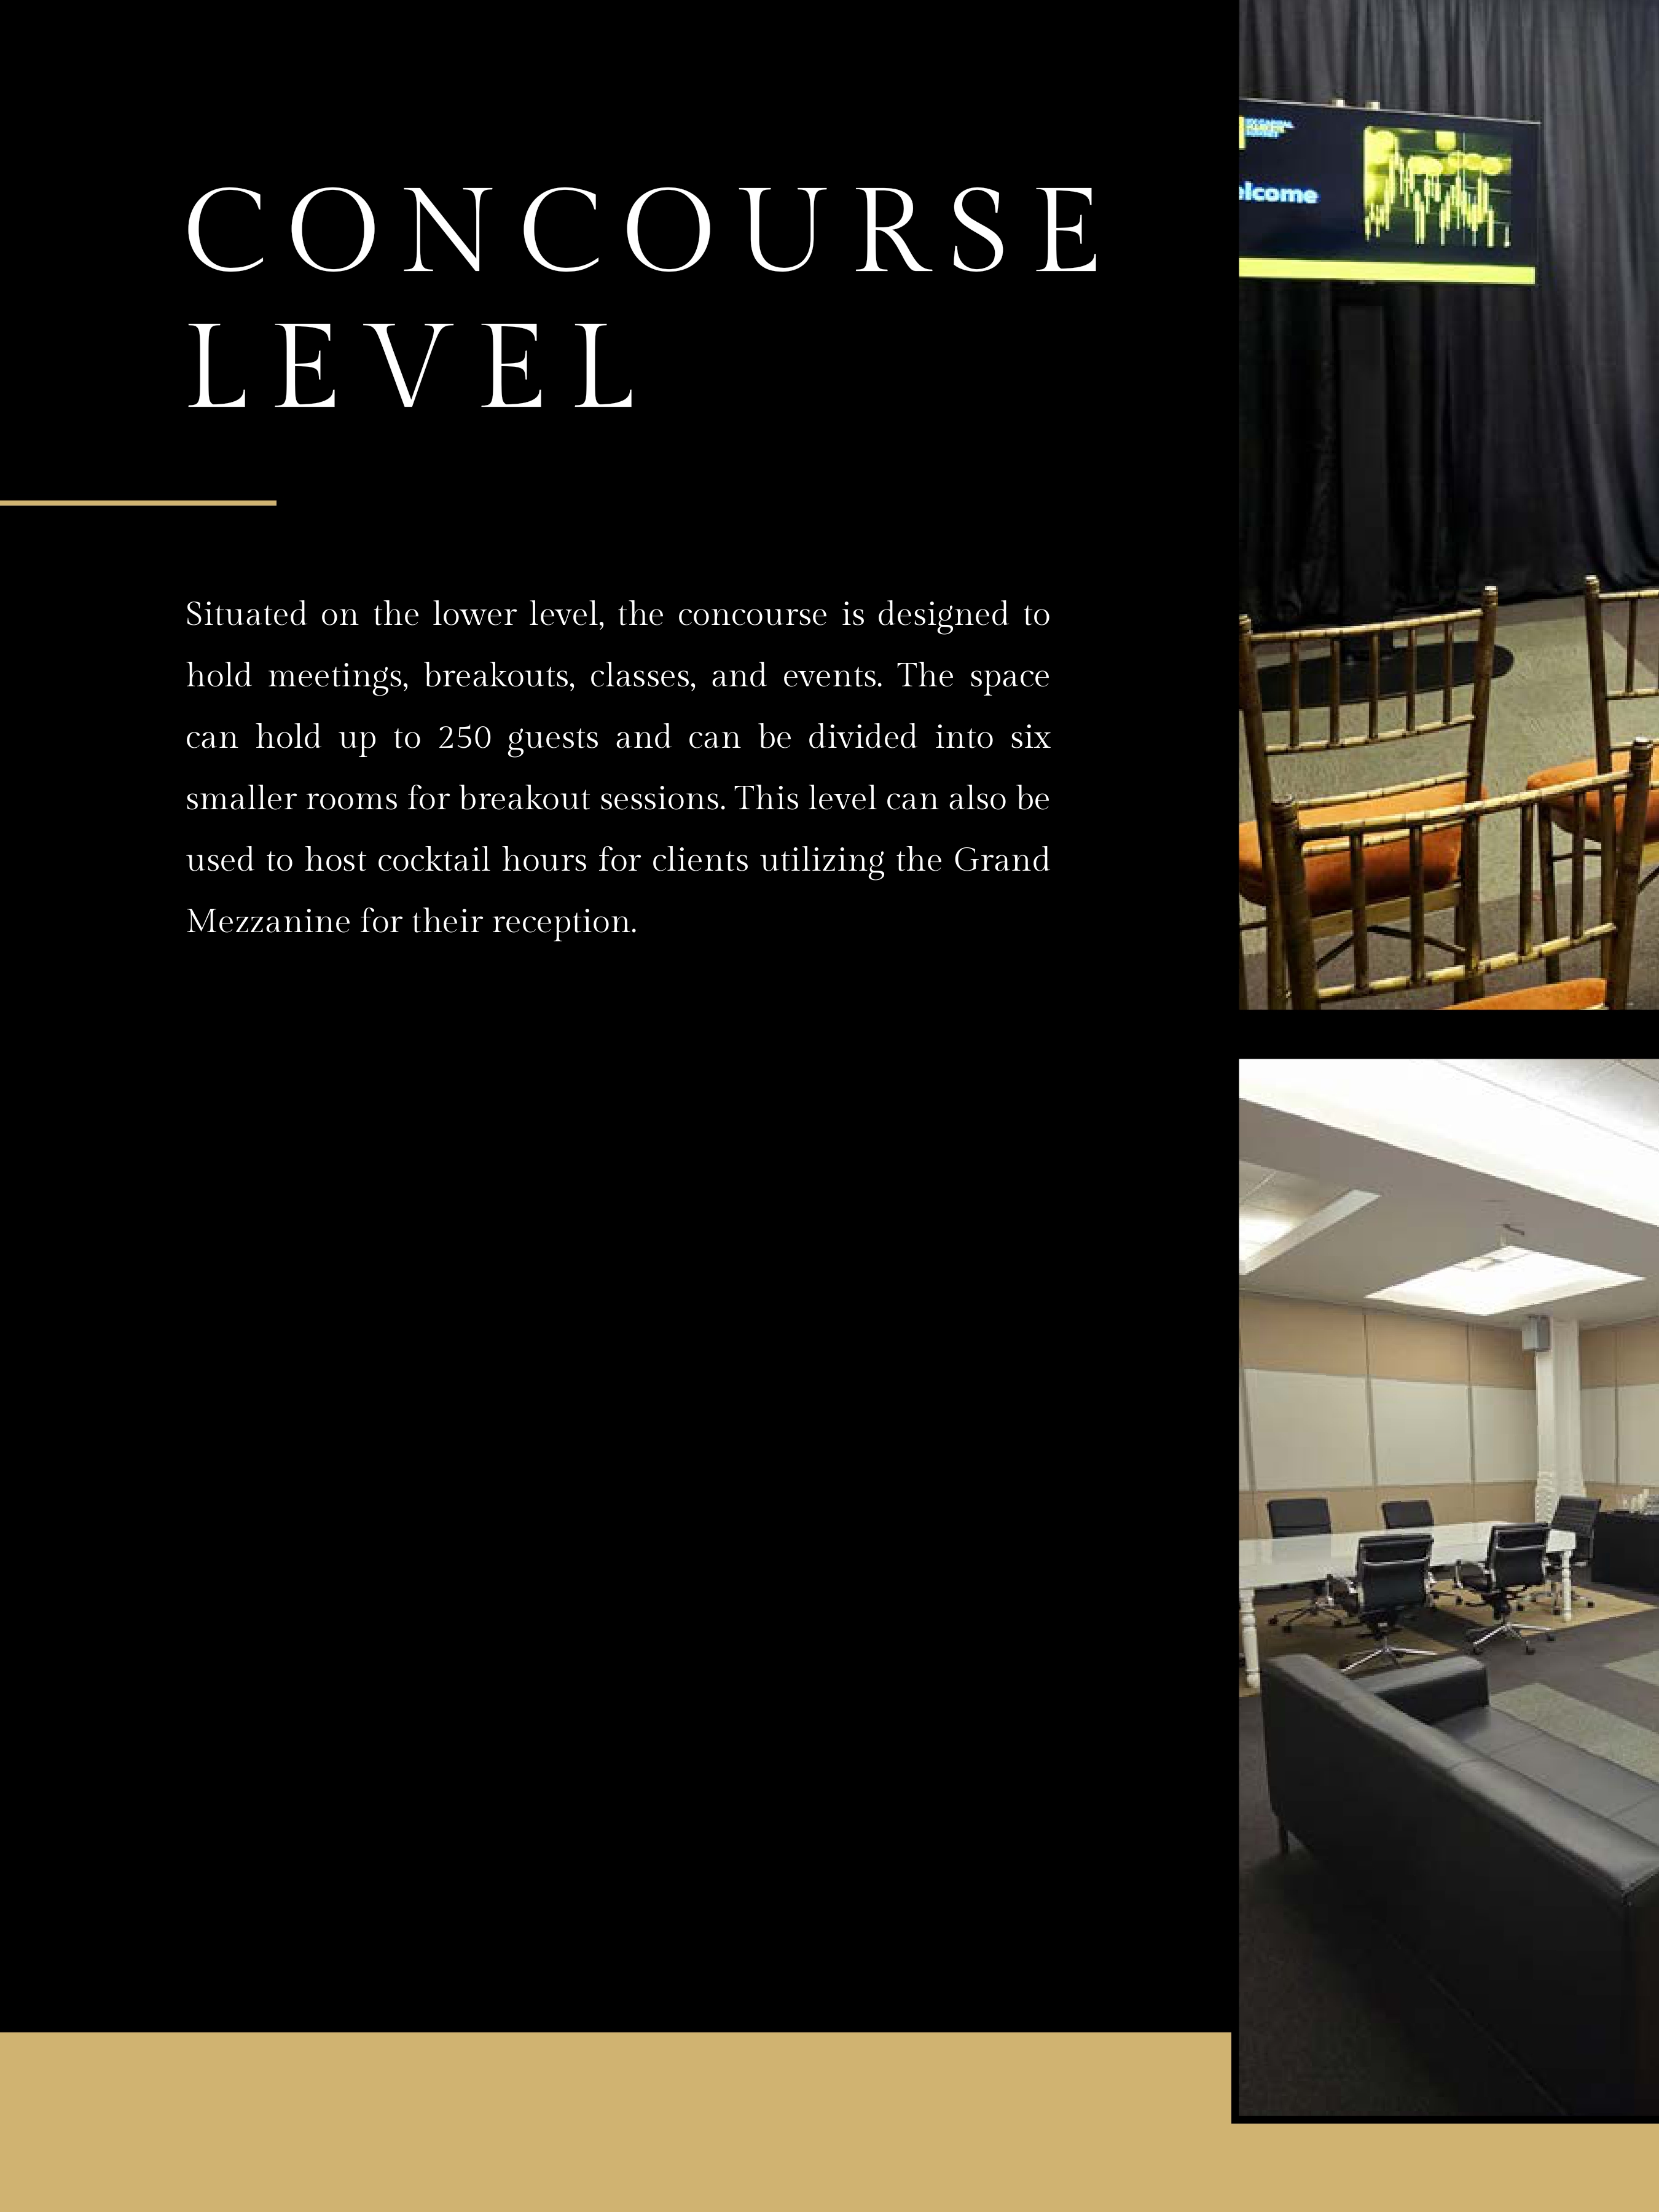 CONCOURSE
LEVEL
Situated on the lower level, the concourse is designed to
hold meetings, breakouts, classes, and events. The space
can hold up to 250 guests and can be divided into six
smaller rooms for breakout sessions. This level can also be
used to host cocktail hours for clients utilizing the Grand
Mezzanine for their reception.
elcome